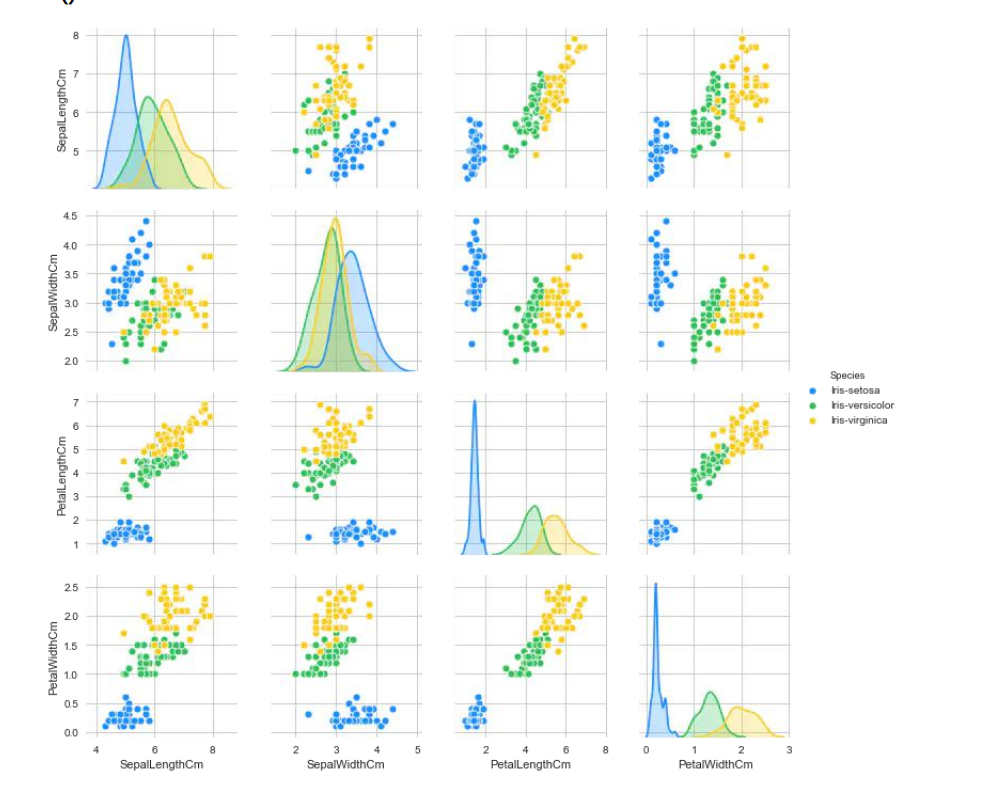 ()
8
7
6
5
SepalLengthCm
4.5
4.0
3.5
3.0
2.5
2.0
SepalWidthCm
Species
Iris-setosa
Iris-versicolor
Iris-virginica
7
6
5
4
3
2
1
PetalLengthCm
2.5
2.0
1.5
1.0
0.5
0.0
PetalWidthCm
4 6 8 2 3 4 5 2 4 6 8 0 1 2 3
SepalLengthCm SepalWidthCm PetalLengthCm PetalWidthCm